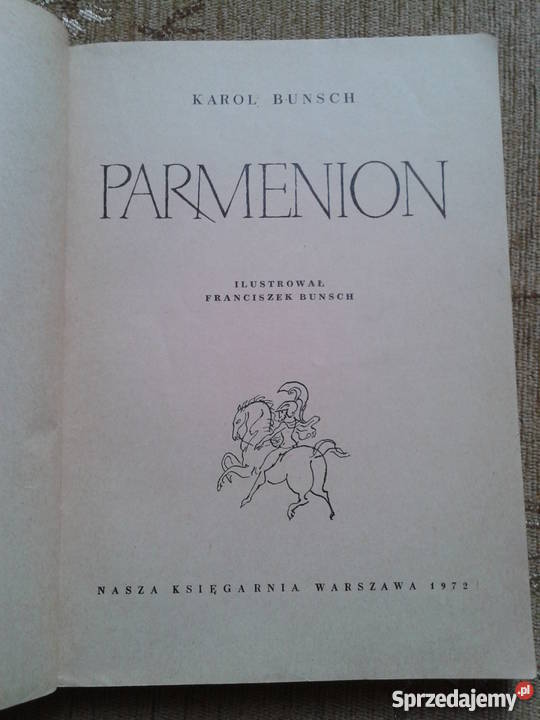 KAROL BUNSCH
PARMENION
ILUSTROWAŁ
FRANCISZEK BUNSCH
NASZA KSIĘGARNIA WARSZAWA 1972
Sprzedajemy.pl